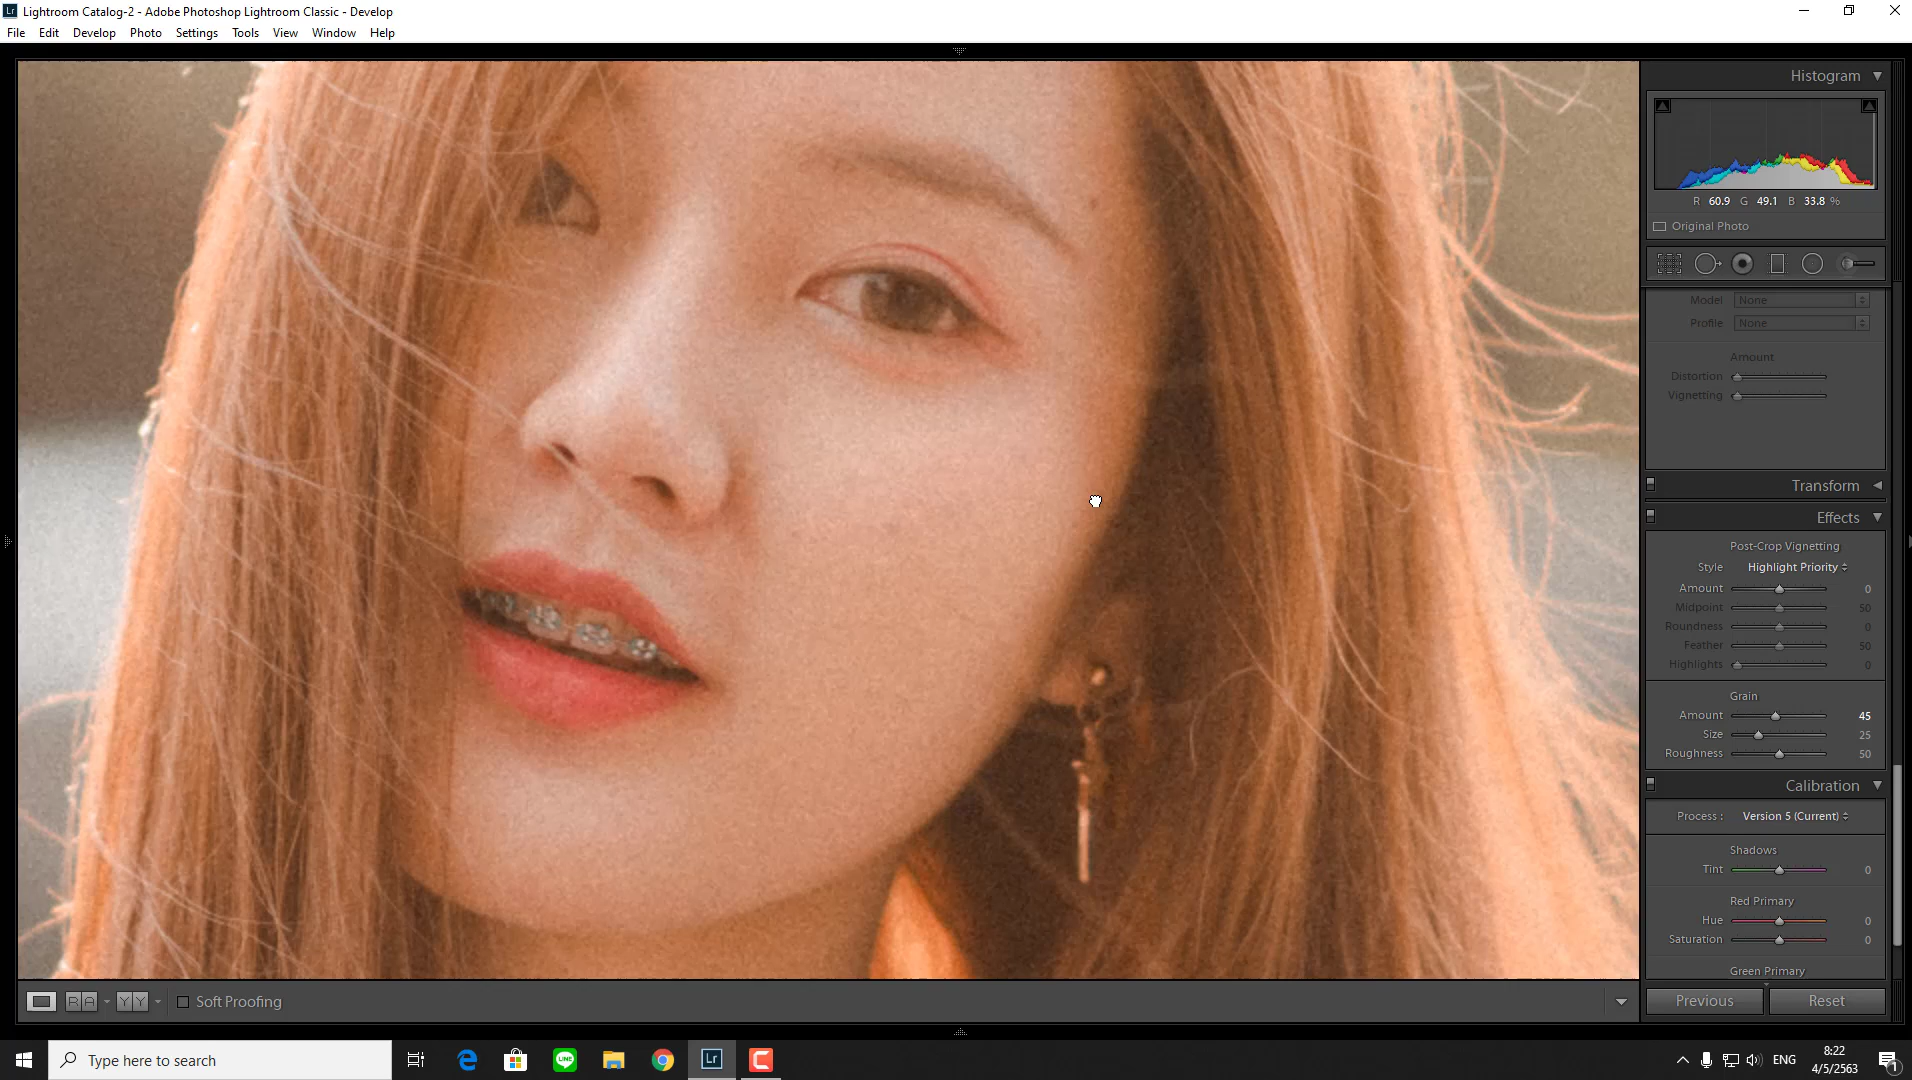 Lr Lightroom Catalog-2 - Adobe Photoshop Lightroom Classic - Develop
File Edit Develop Photo Settings Tools View Window Help
Histogram
R 60.9 G 49.1 B 33.8 %
Original Photo
Model None
Profile None
Amount
Distortion
Vignetting
Transform
Effects
Post-Crop Vignetting
Style Highlight Priority
Amount 0
Midpoint 50
Roundness 0
Feather 50
Highlights 0
Grain
Amount 45
Size 25
Roughness 50
Calibration
Process : Version 5 (Current)
Shadows
Tint 0
Red Primary
Hue 0
Saturation 0
Green Primary
R A Y Y Soft Proofing
Previous Reset
Type here to search
LINE
Lr
ENG
8:22
4/5/2563
1